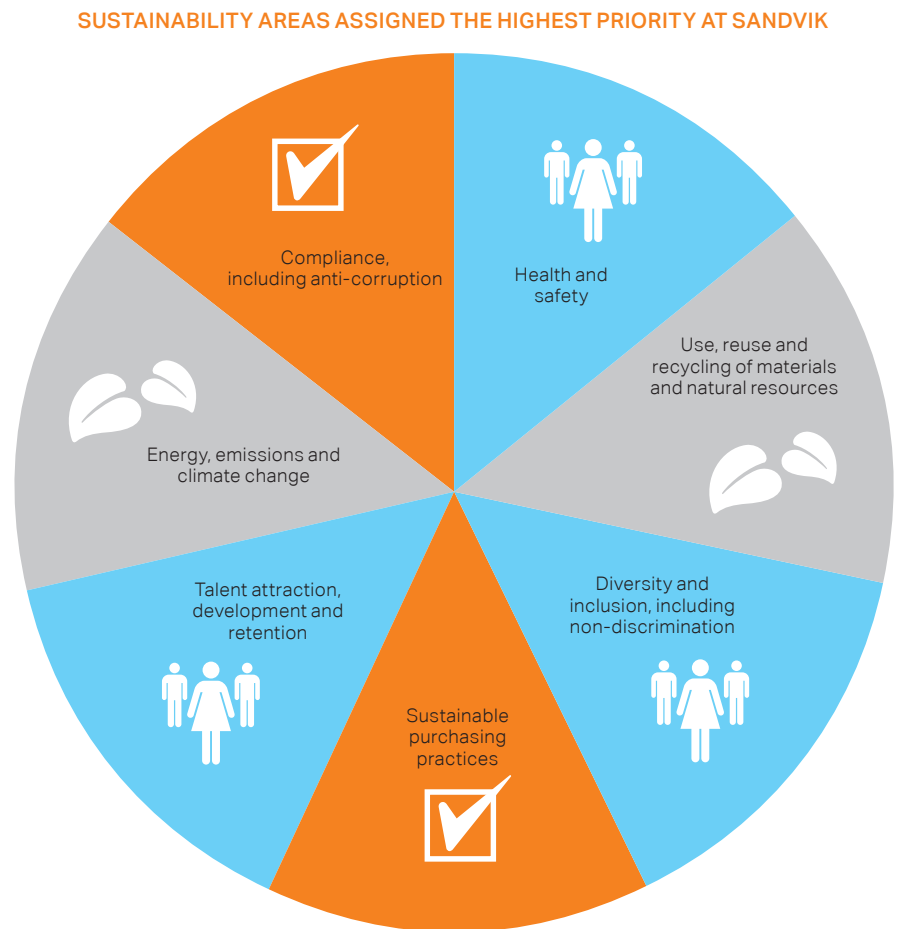 SUSTAINABILITY AREAS ASSIGNED THE HIGHEST PRIORITY AT SANDVIK
Compliance,
including anti-corruption
Health and
safety
Use, reuse and
recycling of materials
and natural resources
Energy, emissions and
climate change
Talent attraction,
development and
retention
Diversity and
inclusion, including
non-discrimination
Sustainable
purchasing
practices